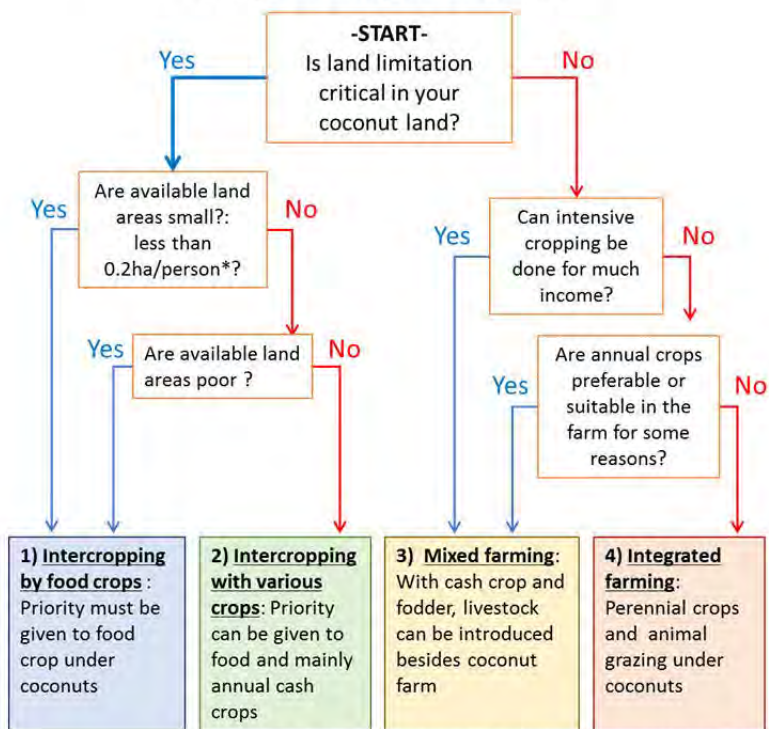 -START-
Is land limitation
critical in your
coconut land?
Yes
No
Are available land
areas small?:
less than
0.2ha/person*?
Yes
No
Can intensive
cropping be
done for much
income?
Yes
No
Are available land
areas poor ?
Yes
No
Are annual crops
preferable or
suitable in the
farm for some
reasons?
Yes
No
1) Intercropping
by food crops :
Priority must be
given to food
crop under
coconuts
2) Intercropping
with various
crops: Priority
can be given to
food and mainly
annual cash
crops
3) Mixed farming:
With cash crop and
fodder, livestock
can be introduced
besides coconut
farm
4) Integrated
farming:
Perennial crops
and animal
grazing under
coconuts